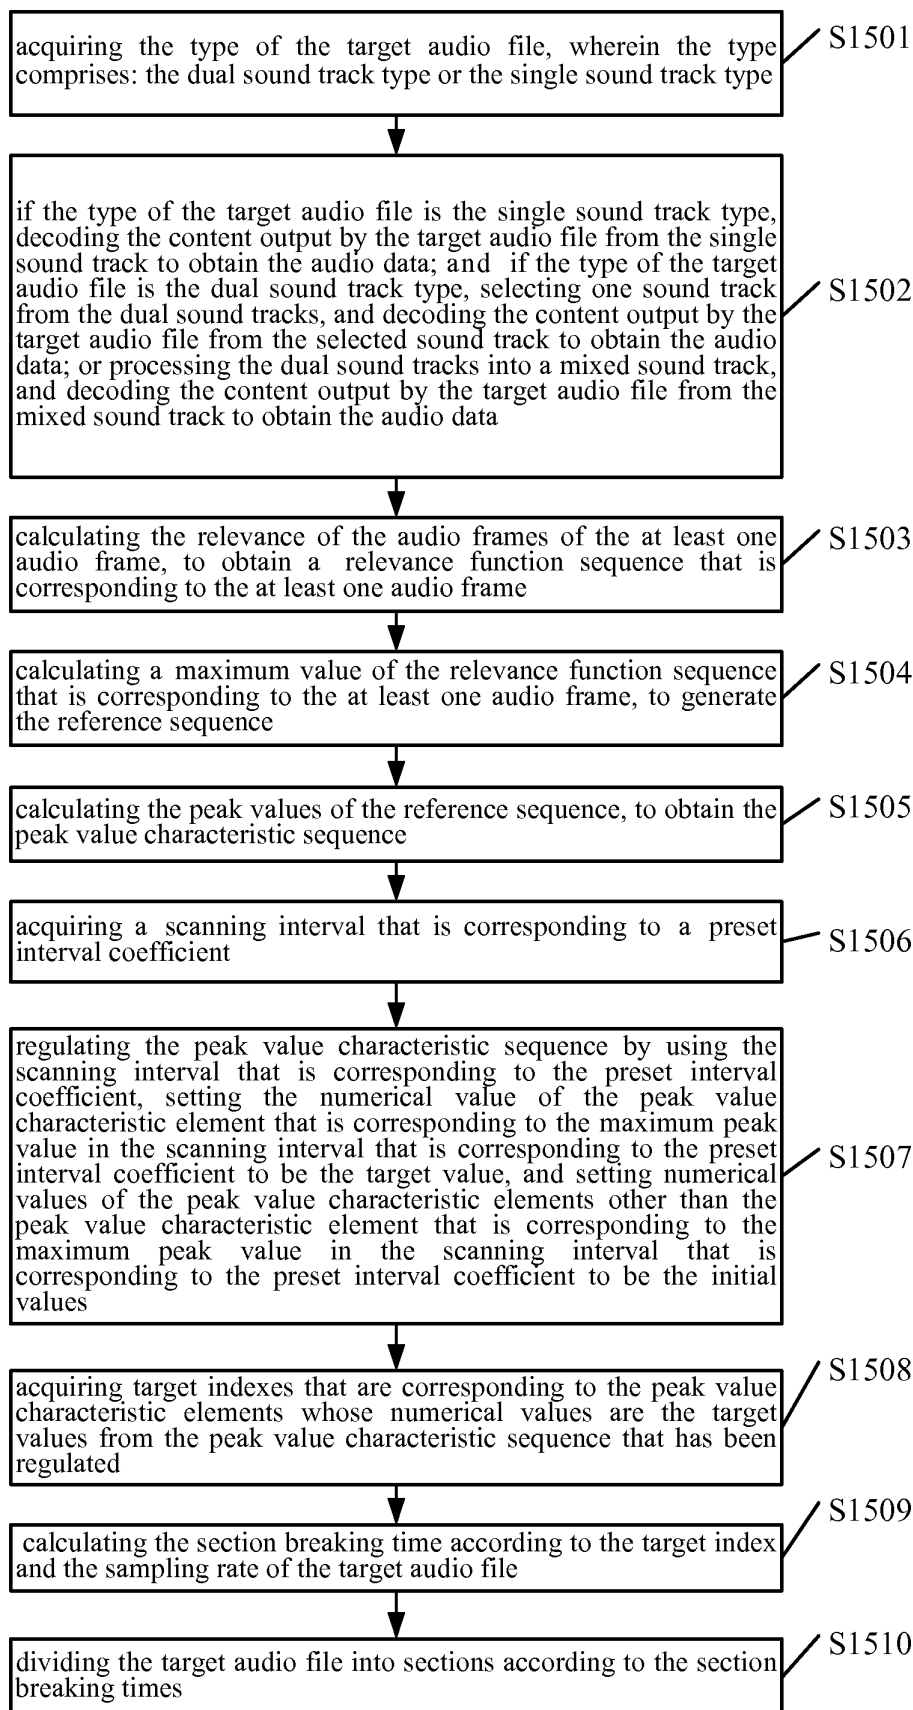 acquiring the type of the target audio file, wherein the type
comprises: the dual sound track type or the single sound track type
S1501
if the type of the target audio file is the single sound track type,
decoding the content output by the target audio file from the single
sound track to obtain the audio data; and if the type of the target
audio file is the dual sound track type, selecting one sound track
from the dual sound tracks, and decoding the content output by the
target audio file from the selected sound track to obtain the audio
data; or processing the dual sound tracks into a mixed sound track,
and decoding the content output by the target audio file from the
mixed sound track to obtain the audio data
S1502
calculating the relevance of the audio frames of the at least one
audio frame, to obtain a relevance function sequence that is
corresponding to the at least one audio frame
S1503
calculating a maximum value of the relevance function sequence
that is corresponding to the at least one audio frame, to generate
the reference sequence
S1504
calculating the peak values of the reference sequence, to obtain the
peak value characteristic sequence
S1505
acquiring a scanning interval that is corresponding to a preset
interval coefficient
S1506
regulating the peak value characteristic sequence by using the
scanning interval that is corresponding to the preset interval
coefficient, setting the numerical value of the peak value
characteristic element that is corresponding to the maximum peak
value in the scanning interval that is corresponding to the preset
interval coefficient to be the target value, and setting numerical
values of the peak value characteristic elements other than the
peak value characteristic element that is corresponding to the
maximum peak value in the scanning interval that is
corresponding to the preset interval coefficient to be the initial
values
S1507
acquiring target indexes that are corresponding to the peak value
characteristic elements whose numerical values are the target
values from the peak value characteristic sequence that has been
regulated
S1508
calculating the section breaking time according to the target index
and the sampling rate of the target audio file
S1509
dividing the target audio file into sections according to the section
breaking times
S1510